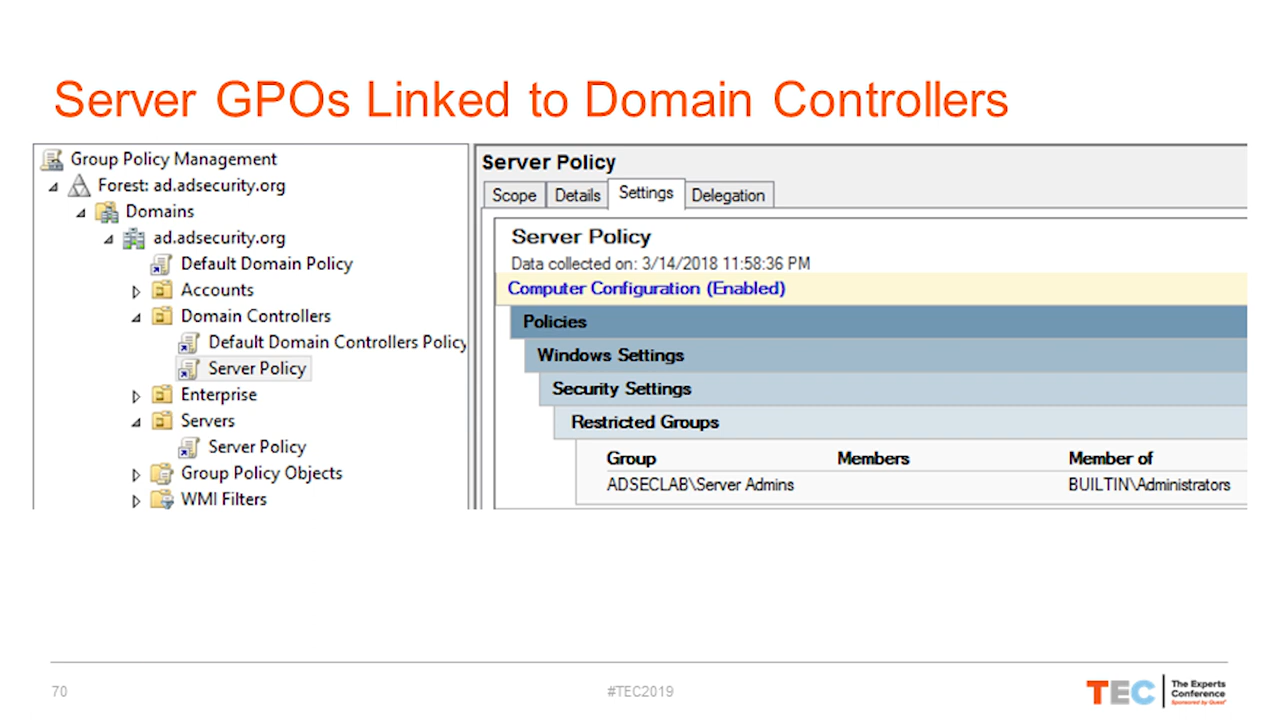 Server GPOs Linked to Domain Controllers
Group Policy Management
Forest: ad.adsecurity.org
Domains
ad.adsecurity.org
Default Domain Policy
Accounts
Domain Controllers
Default Domain Controllers Policy
Server Policy
Enterprise
Servers
Server Policy
Group Policy Objects
WMI Filters
Server Policy
Scope Details Settings Delegation
Server Policy
Data collected on: 3/14/2018 11:58:36 PM
Computer Configuration (Enabled)
Policies
Windows Settings
Security Settings
Restricted Groups
Group Members Member of
ADSECLAB\Server Admins BUILTIN\Administrators
70
#TEC2019
TEC
The Experts
Conference
Sponsored by Quest